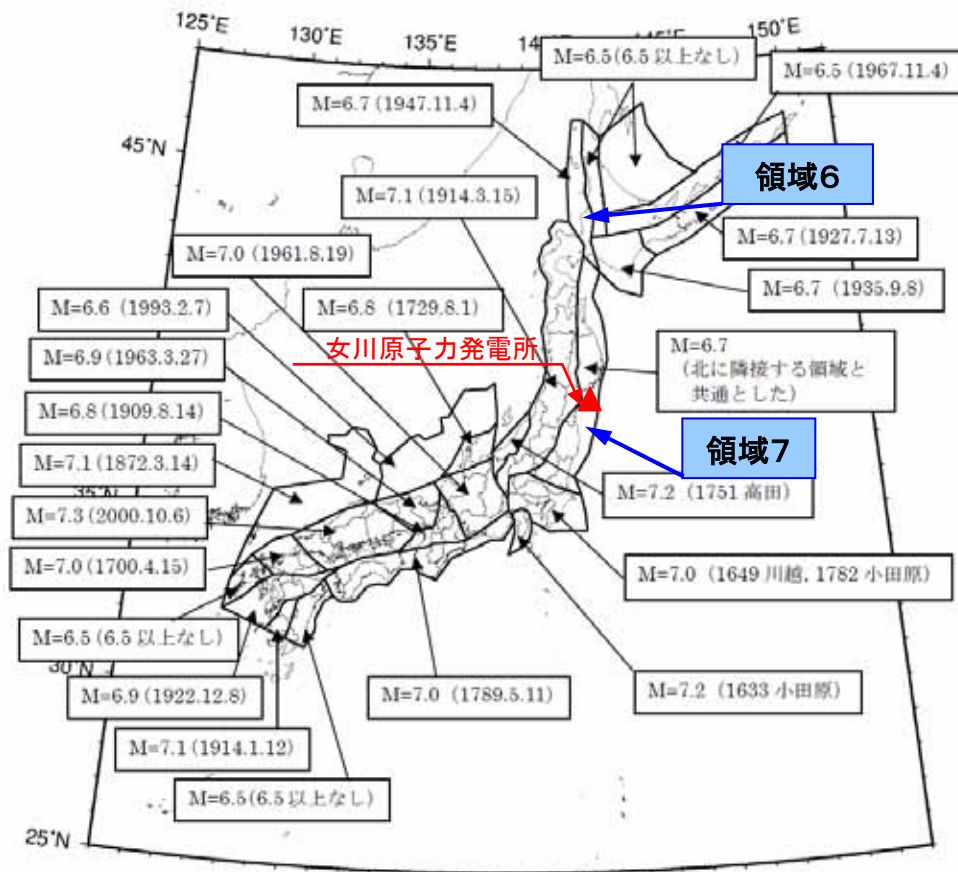 125°E
130°E
135°E
150°E
45°N
30°N
25°N
M=6.5(6.5 以上なし)
M=6.5 (1967.11.4)
M=6.7 (1947.11.4)
領域6
M=7.1 (1914.3.15)
M=7.0 (1961.8.19)
M=6.7 (1927.7.13)
M=6.6 (1993.2.7)
M=6.8 (1729.8.1)
M=6.7 (1935.9.8)
女川原子力発電所
M=6.9 (1963.3.27)
M=6.7
(北に隣接する領域と
共通とした)
M=6.8 (1909.8.14)
領域7
M=7.1 (1872.3.14)
M=7.2 (1751 高田)
M=7.3 (2000.10.6)
M=7.0 (1700.4.15)
M=7.0 (1649 川越, 1782 小田原)
M=6.5 (6.5 以上なし)
M=6.9 (1922.12.8)
M=7.0 (1789.5.11)
M=7.2 (1633 小田原)
M=7.1 (1914.1.12)
M=6.5(6.5 以上なし)